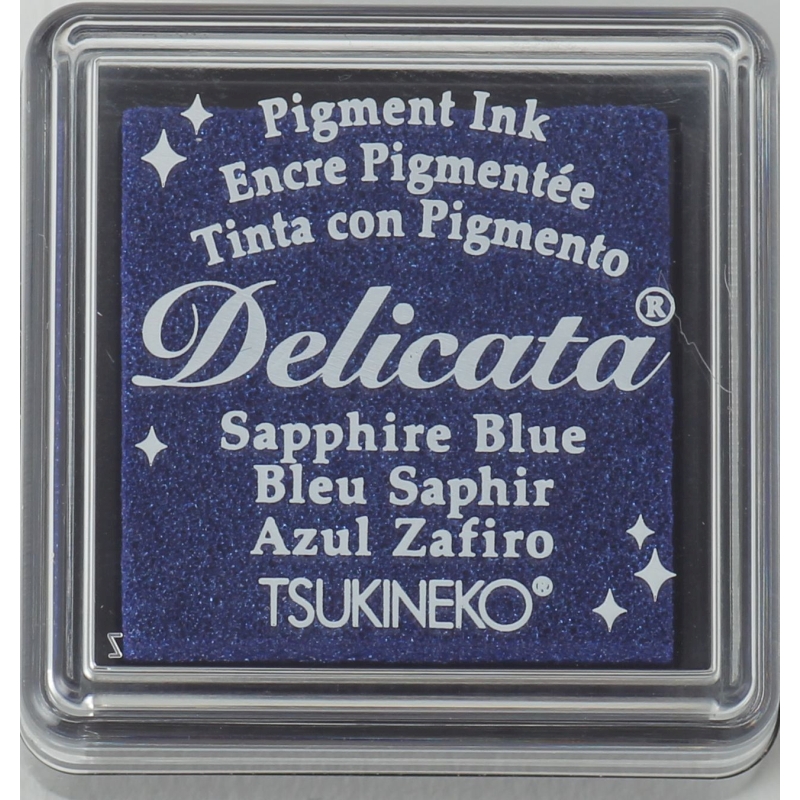 Pigment Ink
Encre Pigmentée
Tinta con Pigmento
Delicata®
Sapphire Blue
Bleu Saphir
Azul Zafiro
TSUKINEKO®